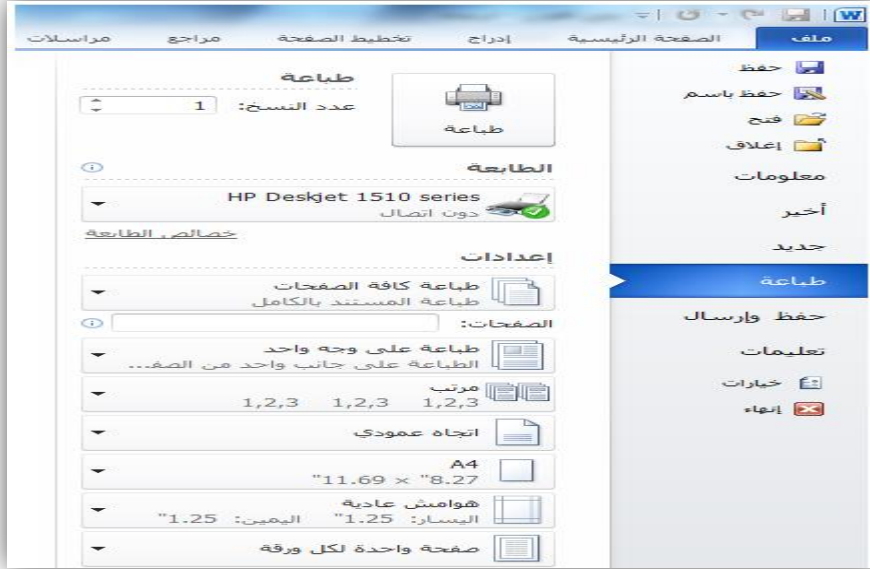 W
ملف	الصفحة الرئيسية	إدراج	تخطيط الصفحة	مراجع	مراسلات
حفظ
حفظ باسم
فتح
إغلاق
معلومات
أخير
جديد
طباعة
حفظ وإرسال
تعليمات
خيارات
إنهاء
طباعة
طباعة
عدد النسخ: 1
الطابعة
HP Deskjet 1510 series
دون اتصال
خصائص الطابعة
إعدادات
طباعة كافة الصفحات
طباعة المستند بالكامل
الصفحات:
طباعة على وجه واحد
الطباعة على جانب واحد من الصف...
مرتب
1,2,3 1,2,3 1,2,3
اتجاه عمودي
A4
8.27" × 11.69"
هوامش عادية
اليسار: 1.25" اليمين: 1.25"
صفحة واحدة لكل ورقة